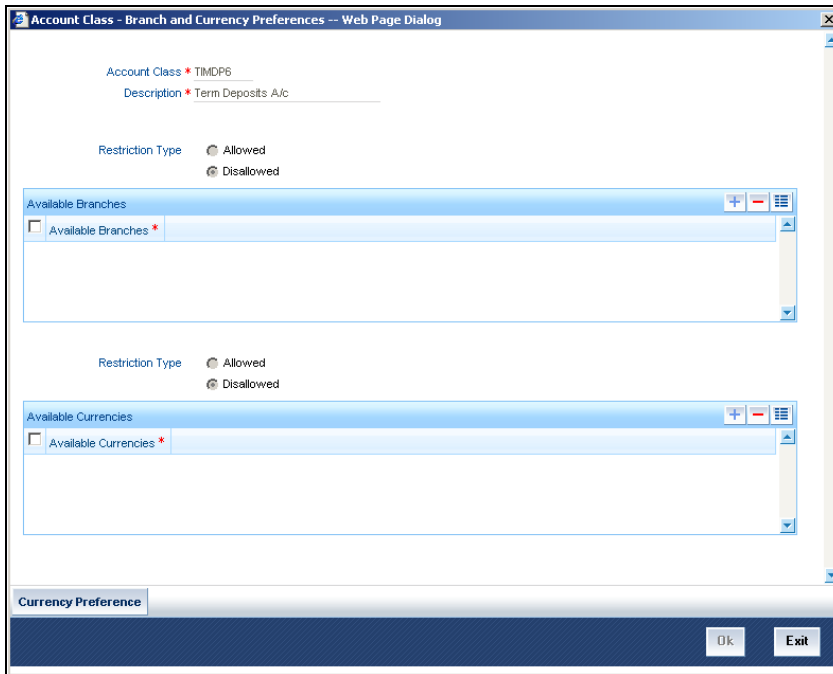 Account Class - Branch and Currency Preferences -- Web Page Dialog
Account Class * TIMDP6
Description * Term Deposits A/c
Restriction Type Allowed
Disallowed
Available Branches
Available Branches *
Restriction Type Allowed
Disallowed
Available Currencies
Available Currencies *
Currency Preference
Ok Exit